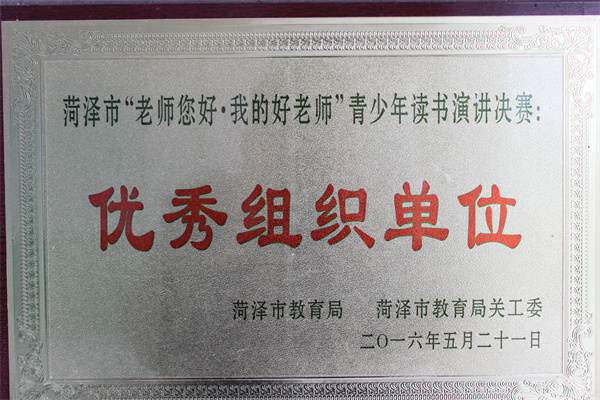 菏泽市“老师您好·我的好老师”青少年读书演讲决赛：
优秀组织单位
菏泽市教育局 菏泽市教育局关工委
二〇一六年五月二十一日